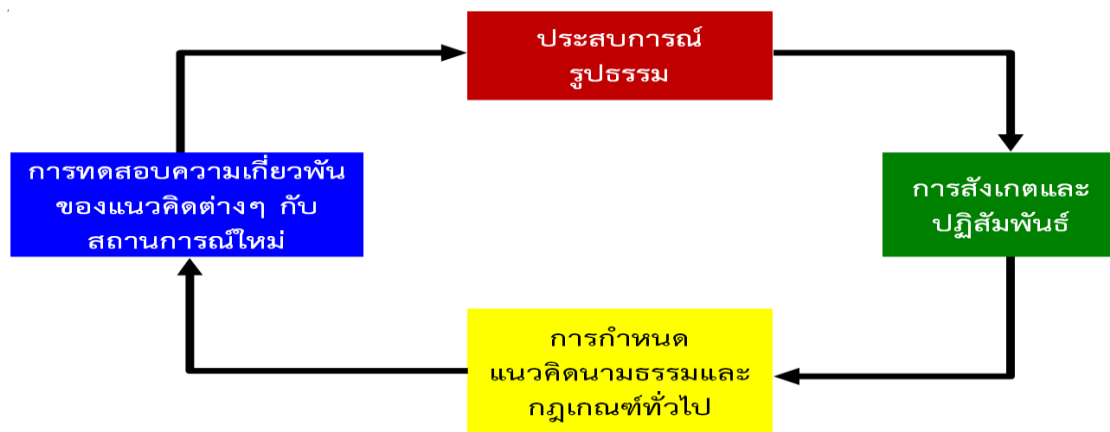 ประสบการณ์
รูปธรรม
การทดสอบความเกี่ยวพัน
ของแนวคิดต่างๆ กับ
สถานการณ์ใหม่
การสังเกตและ
ปฏิสัมพันธ์
การกำหนด
แนวคิดนามธรรมและ
กฎเกณฑ์ทั่วไป